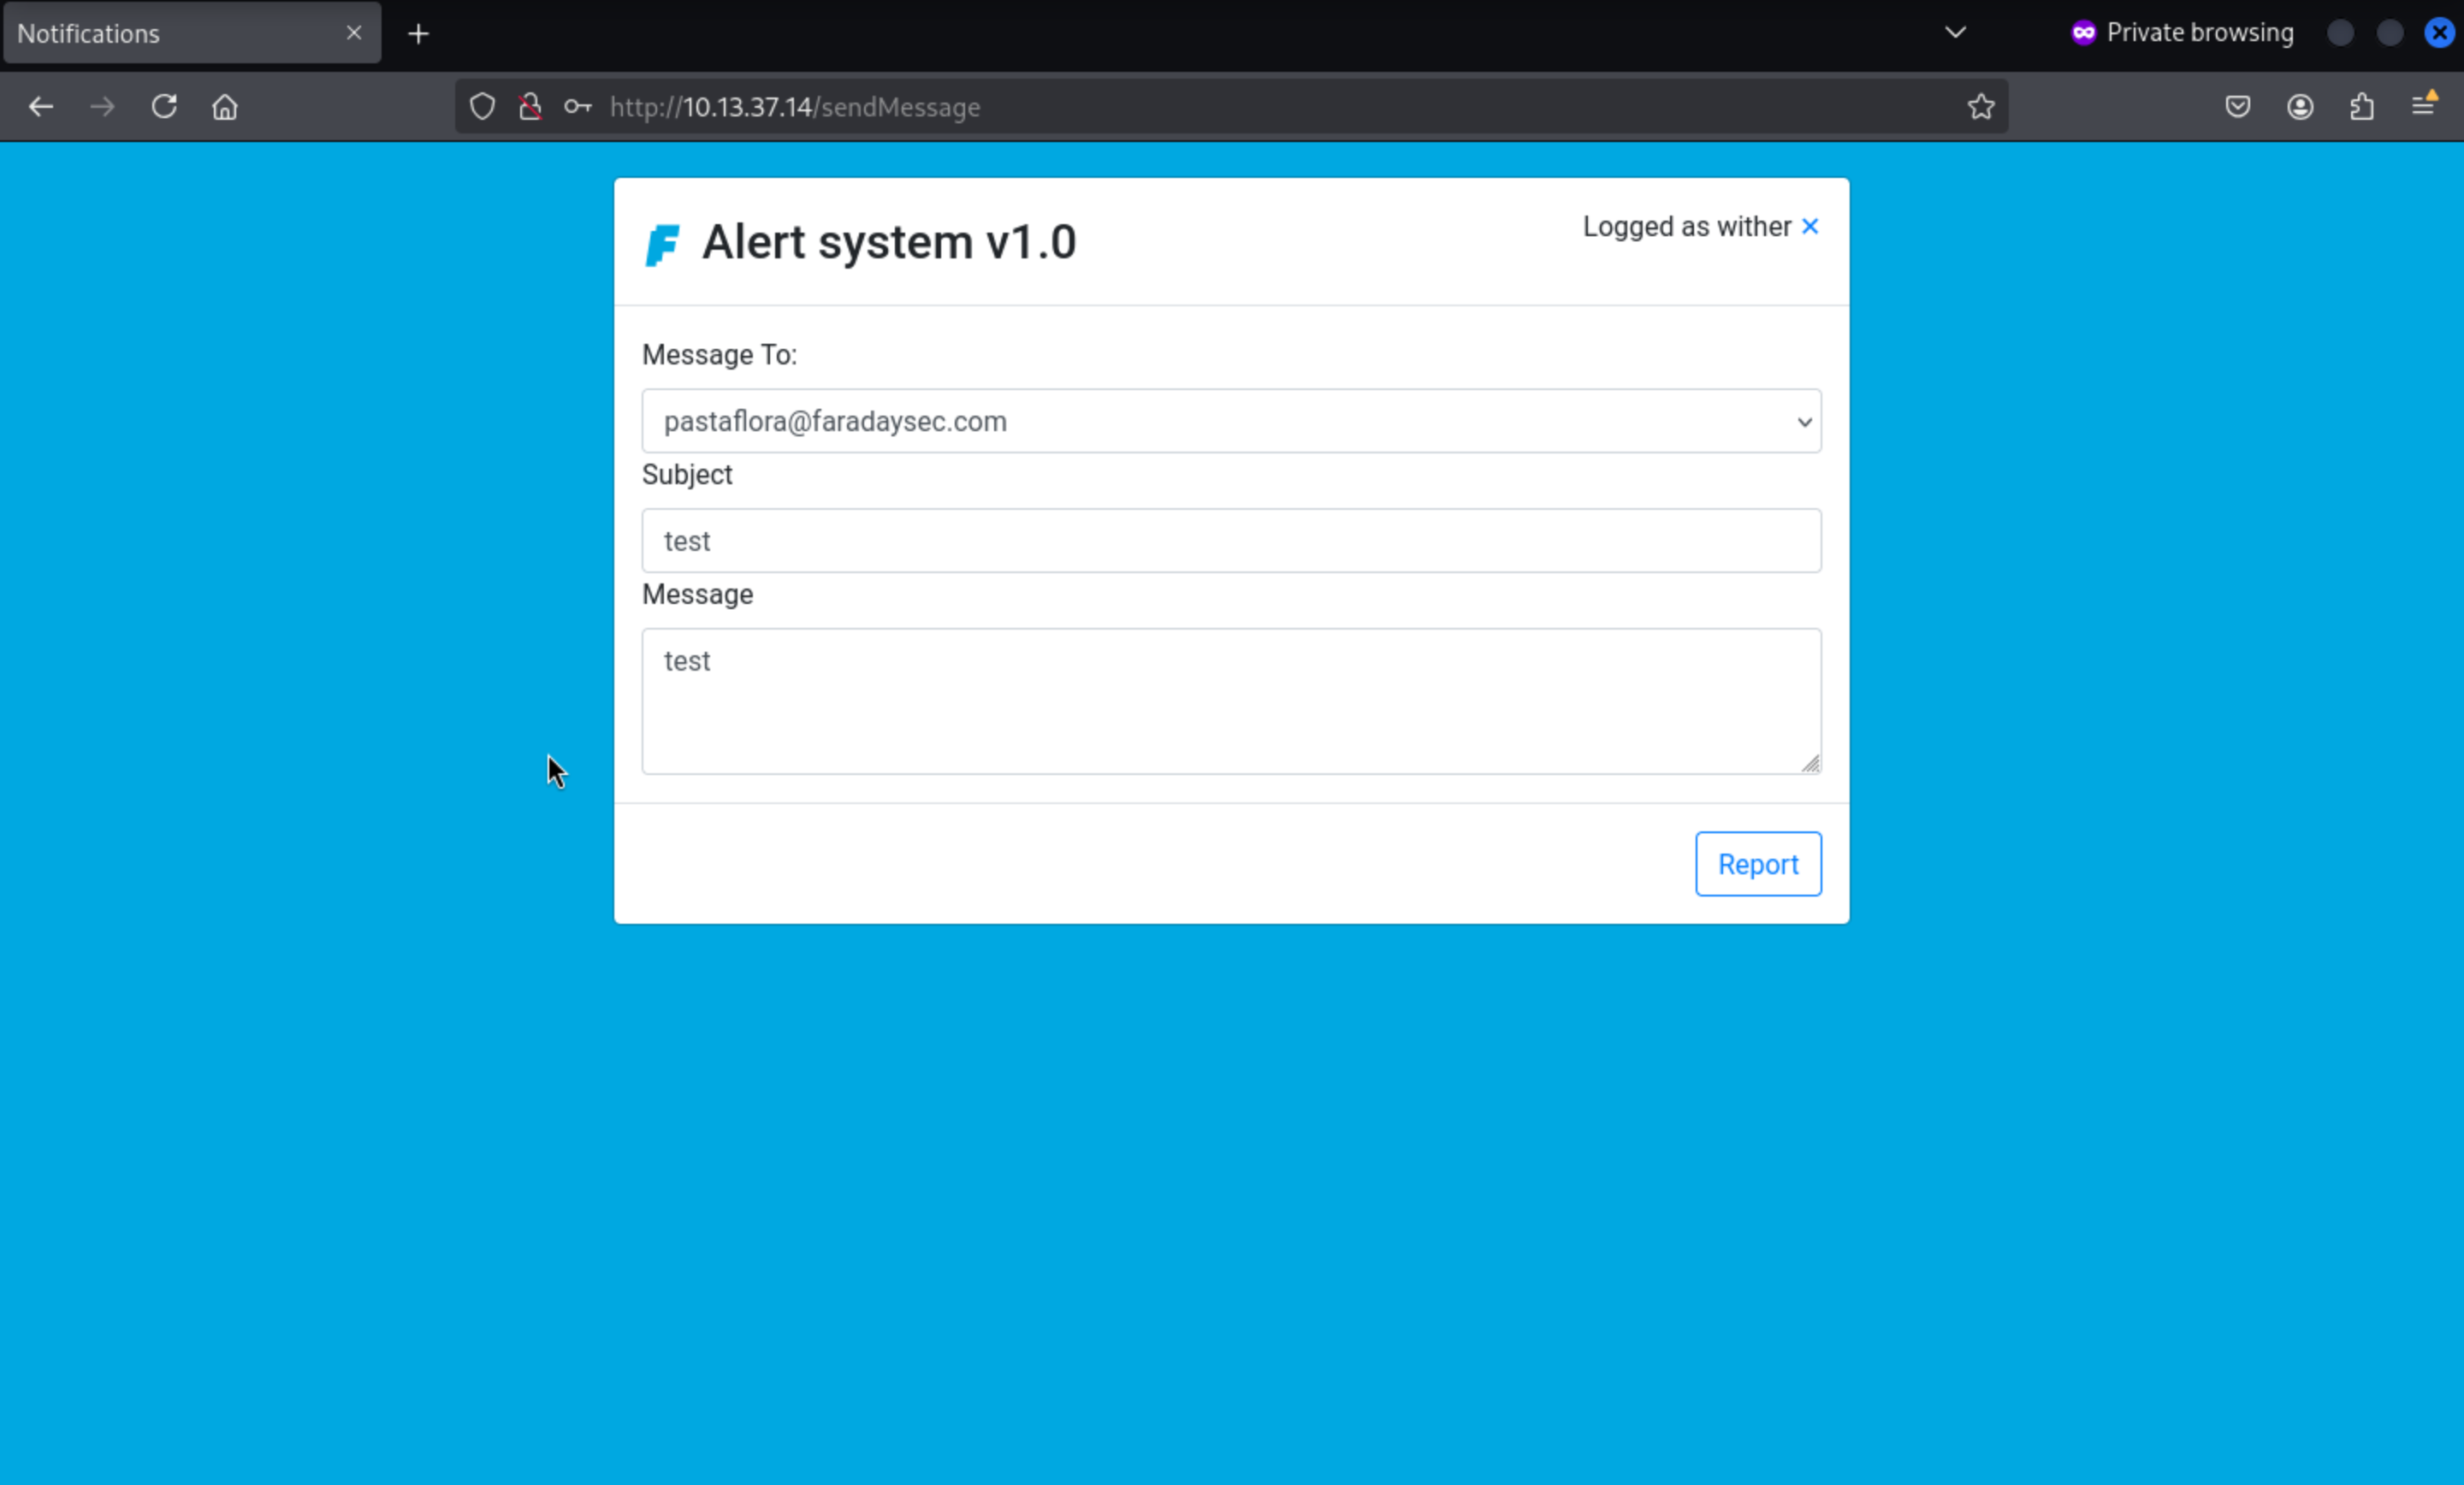 Notifications
Private browsing
http://10.13.37.14/sendMessage
Alert system v1.0
Logged as wither
Message To:
pastaflora@faradaysec.com
Subject
test
Message
test
Report